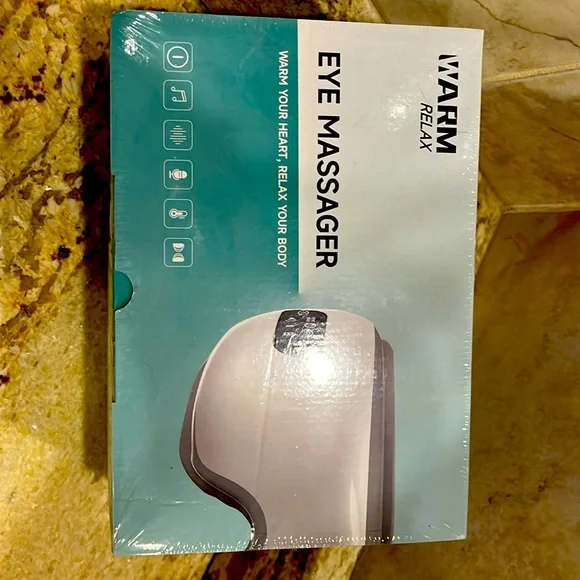 WARM
RELAX
EYE MASSAGER
WARM YOUR HEART, RELAX YOUR BODY